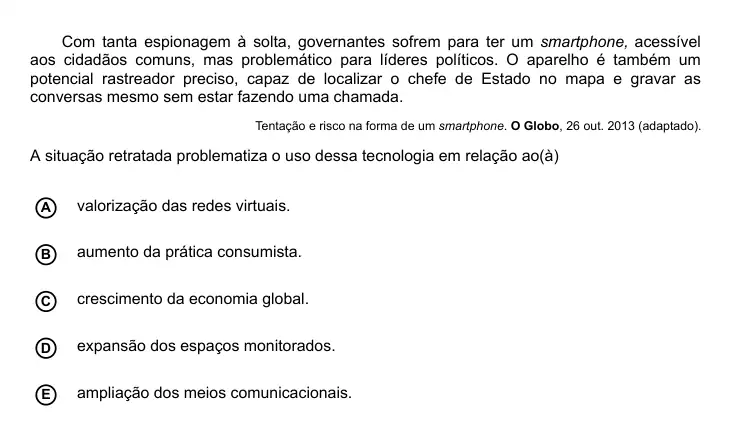 Com tanta espionagem à solta, governantes sofrem para ter um smartphone, acessível
aos cidadãos comuns, mas problemático para líderes políticos. O aparelho é também um
potencial rastreador preciso, capaz de localizar o chefe de Estado no mapa e gravar as
conversas mesmo sem estar fazendo uma chamada.
Tentação e risco na forma de um smartphone. O Globo, 26 out. 2013 (adaptado).
A situação retratada problematiza o uso dessa tecnologia em relação ao(à)
A valorização das redes virtuais.
B aumento da prática consumista.
C crescimento da economia global.
D expansão dos espaços monitorados.
E ampliação dos meios comunicacionais.